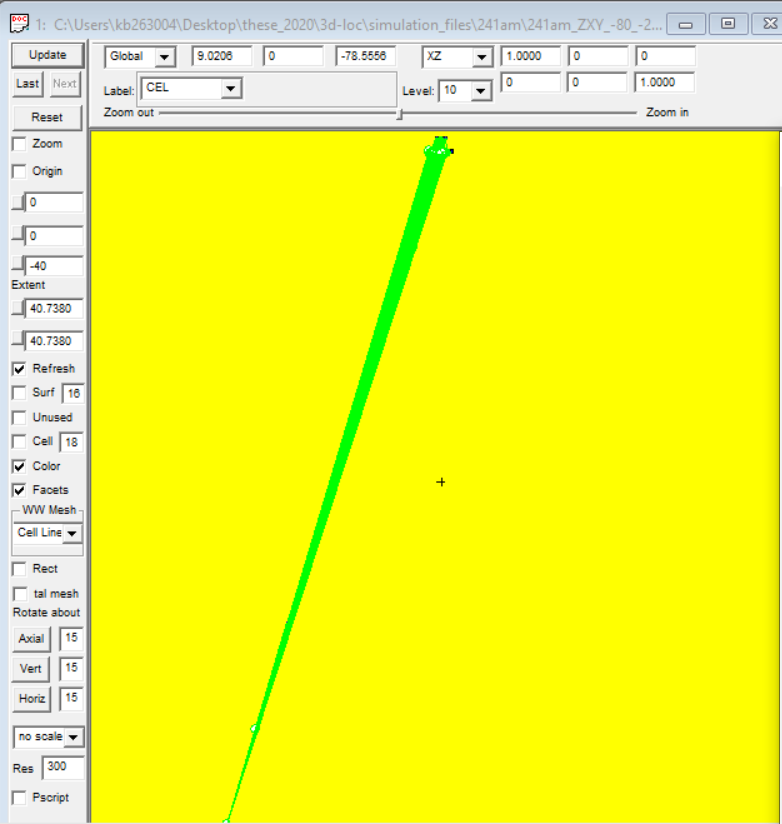 DOC 1: C:\Users\kb263004\Desktop\these_2020\3d-loc\simulation_files\241am\241am_ZXY_-80_-2...
Update
Global 9.0206 0 -78.5556 XZ 1.0000 0 0
Last Next
Label: CEL Level: 10 0 0 1.0000
Zoom out Zoom in
Reset
Zoom
Origin
0
0
-40
Extent
40.7380
40.7380
Refresh
Surf 16
Unused
Cell 18
Color
Facets
WW Mesh
Cell Line
Rect
tal mesh
Rotate about
Axial 15
Vert 15
Horiz 15
no scale
Res 300
Pscript